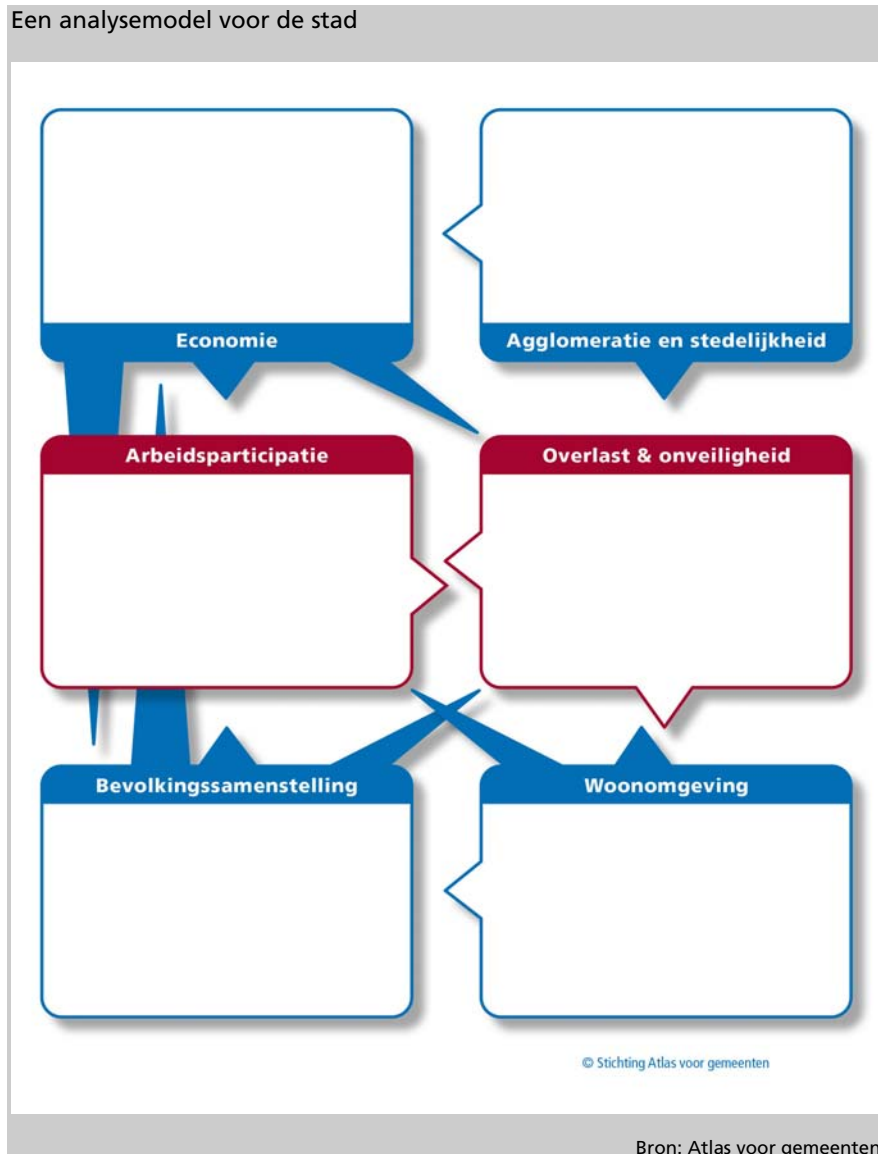 Een analysemodel voor de stad
Economie
Agglomeratie en stedelijkheid
Arbeidsparticipatie
Overlast & onveiligheid
Bevolkingssamenstelling
Woonomgeving
© Stichting Atlas voor gemeenten
Bron: Atlas voor gemeenten